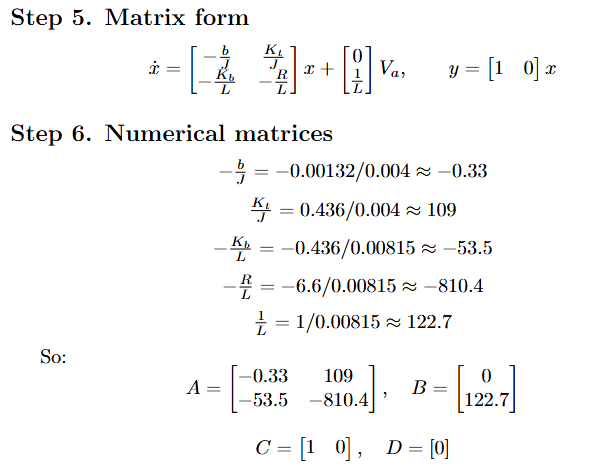 Step 5. Matrix form
ẋ = [−b/J  Kₜ/J; −K_b/L  −R/L] x + [0; 1/L] Vₐ,  y = [1  0] x
Step 6. Numerical matrices
−b/J = −0.00132/0.004 ≈ −0.33
Kₜ/J = 0.436/0.004 ≈ 109
−K_b/L = −0.436/0.00815 ≈ −53.5
−R/L = −6.6/0.00815 ≈ −810.4
1/L = 1/0.00815 ≈ 122.7
So:
A = [−0.33  109; −53.5  −810.4],  B = [0; 122.7]
C = [1  0],  D = [0]